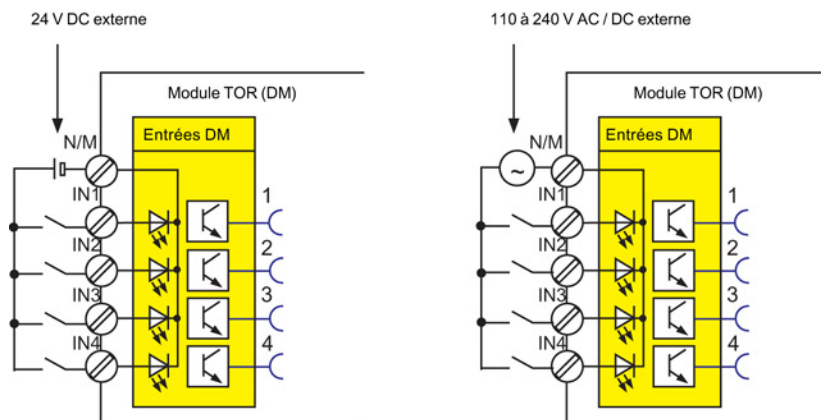 24 V DC externe
Module TOR (DM)
Entrées DM
N/M
IN1
IN2
IN3
IN4
1
2
3
4
110 à 240 V AC / DC externe
Module TOR (DM)
Entrées DM
N/M
~
IN1
IN2
IN3
IN4
1
2
3
4